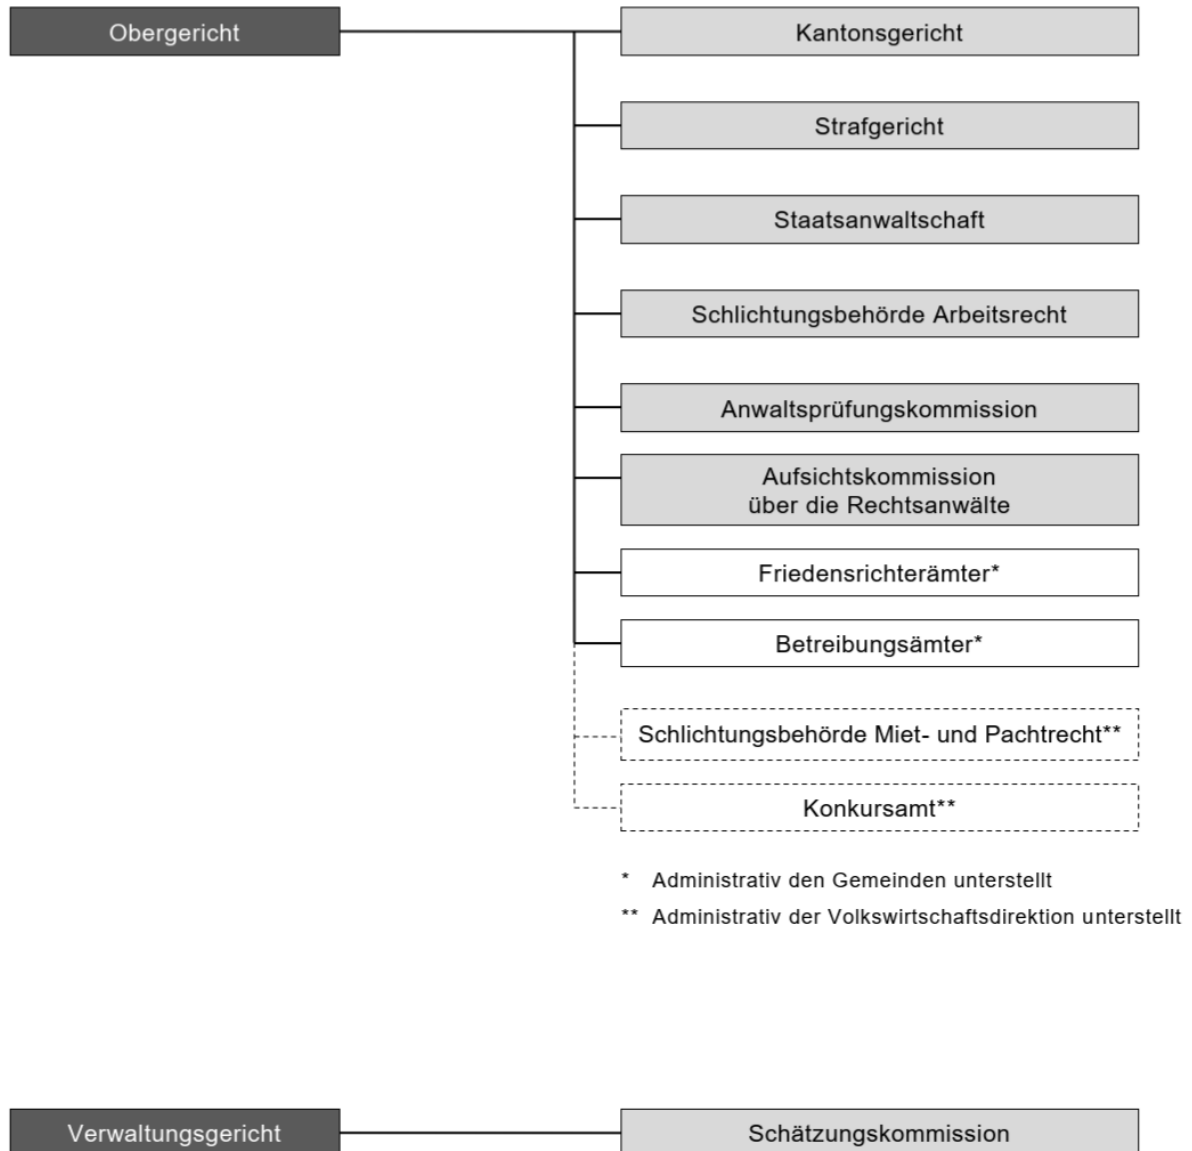 Obergericht
Kantonsgericht
Strafgericht
Staatsanwaltschaft
Schlichtungsbehörde Arbeitsrecht
Anwaltsprüfungskommission
Aufsichtskommission
über die Rechtsanwälte
Friedensrichterämter*
Betreibungsämter*
Schlichtungsbehörde Miet- und Pachtrecht**
Konkursamt**
* Administrativ den Gemeinden unterstellt
** Administrativ der Volkswirtschaftsdirektion unterstellt
Verwaltungsgericht
Schätzungskommission